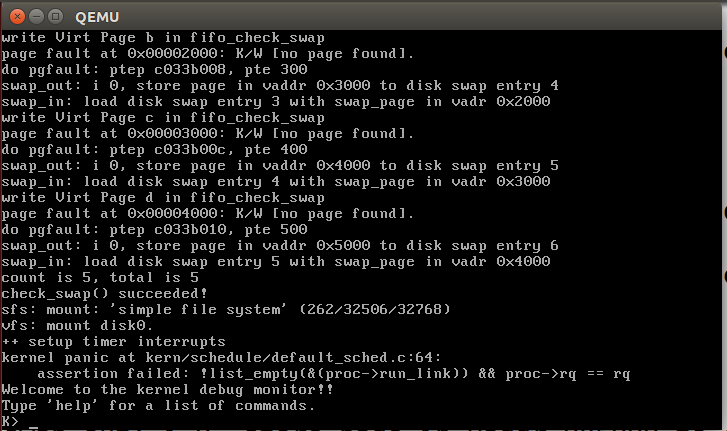 QEMU
write Virt Page b in fifo_check_swap
page fault at 0x00002000: K/W [no page found].
do pgfault: ptep c033b008, pte 300
swap_out: i 0, store page in vaddr 0x3000 to disk swap entry 4
swap_in: load disk swap entry 3 with swap_page in vadr 0x2000
write Virt Page c in fifo_check_swap
page fault at 0x00003000: K/W [no page found].
do pgfault: ptep c033b00c, pte 400
swap_out: i 0, store page in vaddr 0x4000 to disk swap entry 5
swap_in: load disk swap entry 4 with swap_page in vadr 0x3000
write Virt Page d in fifo_check_swap
page fault at 0x00004000: K/W [no page found].
do pgfault: ptep c033b010, pte 500
swap_out: i 0, store page in vaddr 0x5000 to disk swap entry 6
swap_in: load disk swap entry 5 with swap_page in vadr 0x4000
count is 5, total is 5
check_swap() succeeded!
sfs: mount: 'simple file system' (262/32506/32768)
vfs: mount disk0.
++ setup timer interrupts
kernel panic at kern/schedule/default_sched.c:64:
    assertion failed: !list_empty(&(proc->run_link)) && proc->rq == rq
Welcome to the kernel debug monitor!!
Type 'help' for a list of commands.
K> _